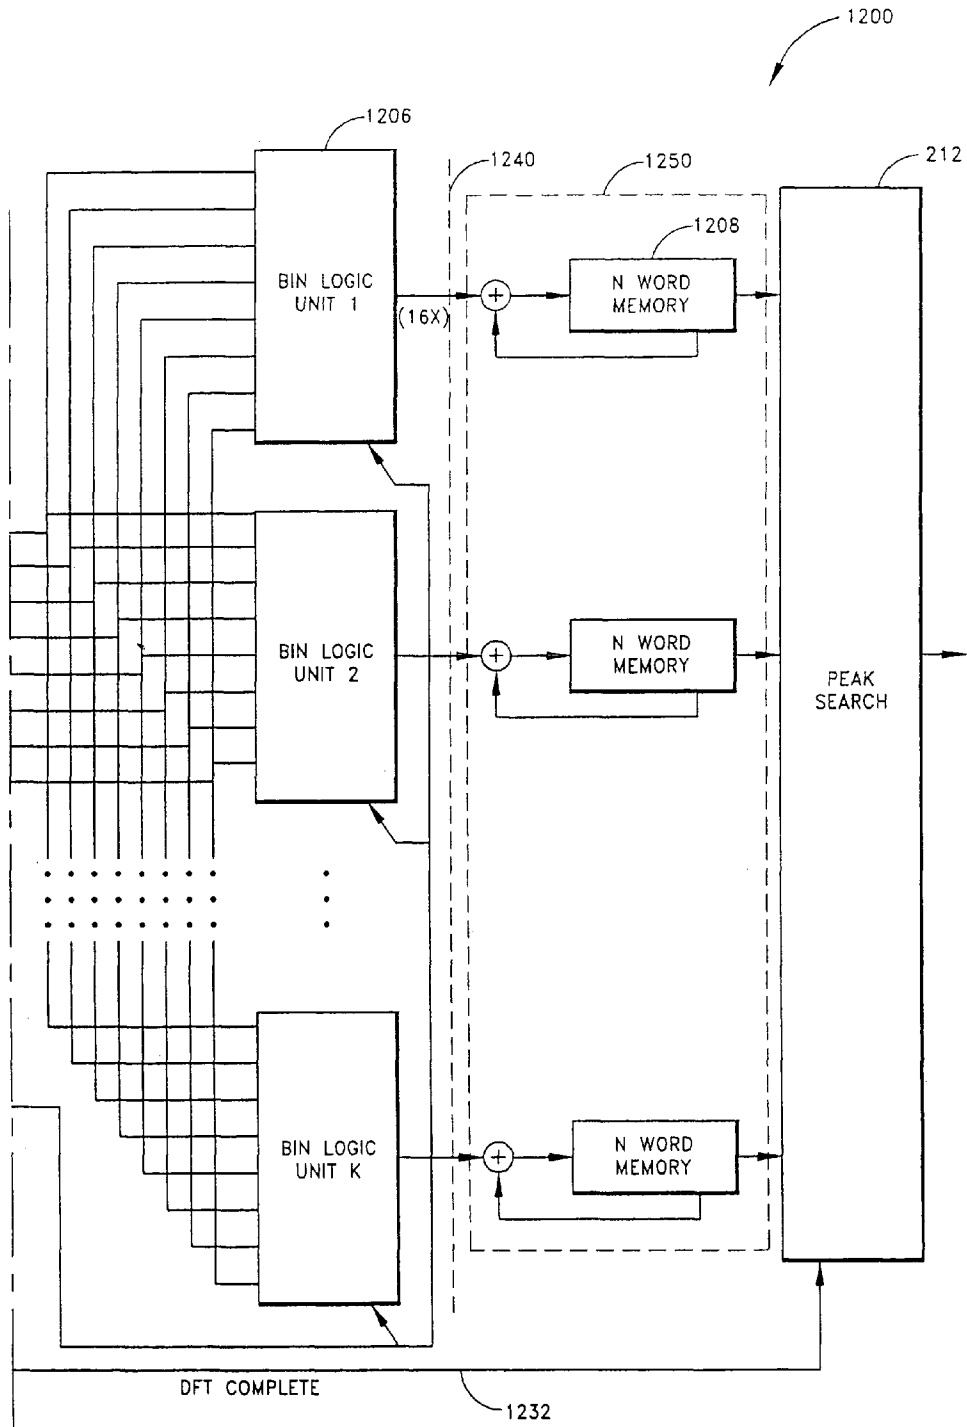 1200
1206
1240
1250
212
1208
BIN LOGIC
UNIT 1
(16X)
N WORD
MEMORY
BIN LOGIC
UNIT 2
N WORD
MEMORY
PEAK
SEARCH
BIN LOGIC
UNIT K
N WORD
MEMORY
DFT COMPLETE
1232